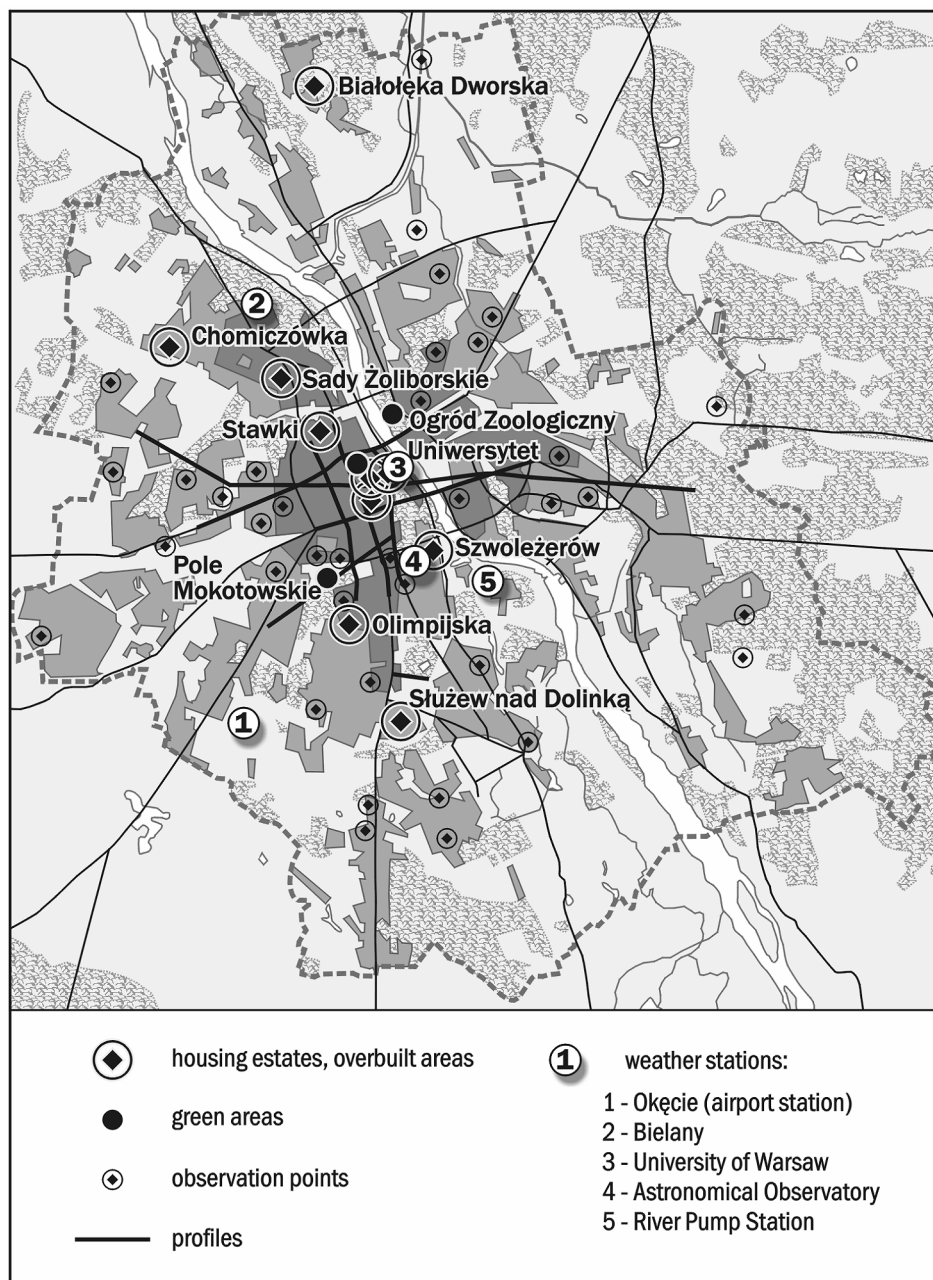 Białołęka Dworska
2
Chomiczówka
Sady Żoliborskie
Ogród Zoologiczny
Stawki
Uniwersytet
3
Szwoleżerów
4
Pole
Mokotowskie
5
Olimpijska
Służew nad Dolinką
1
housing estates, overbuilt areas
green areas
observation points
profiles
1 weather stations:
1 - Okęcie (airport station)
2 - Bielany
3 - University of Warsaw
4 - Astronomical Observatory
5 - River Pump Station